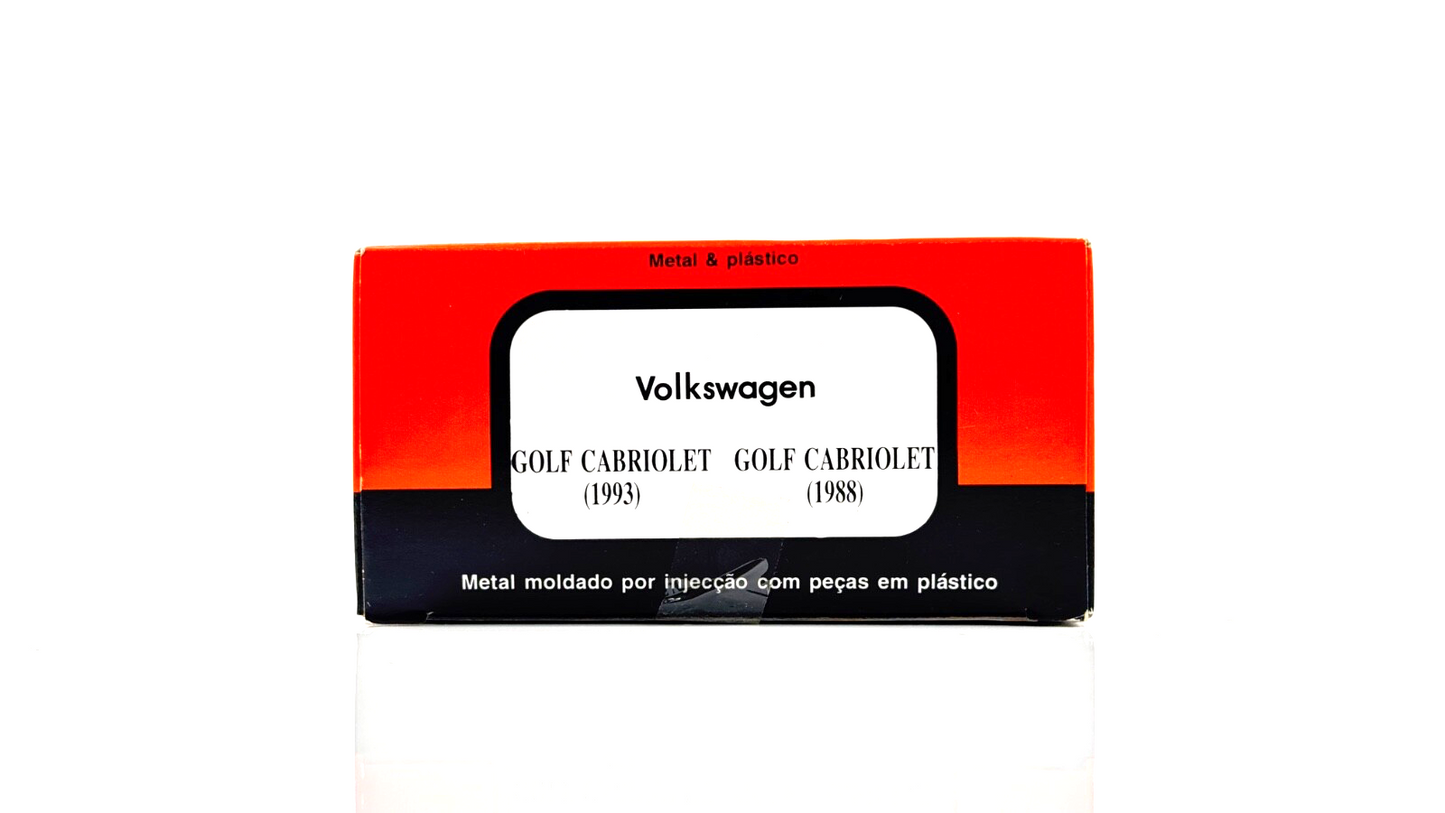 Metal & plástico
Volkswagen
GOLF CABRIOLET GOLF CABRIOLET
(1993) (1988)
Metal moldado por injecção com peças em plástico